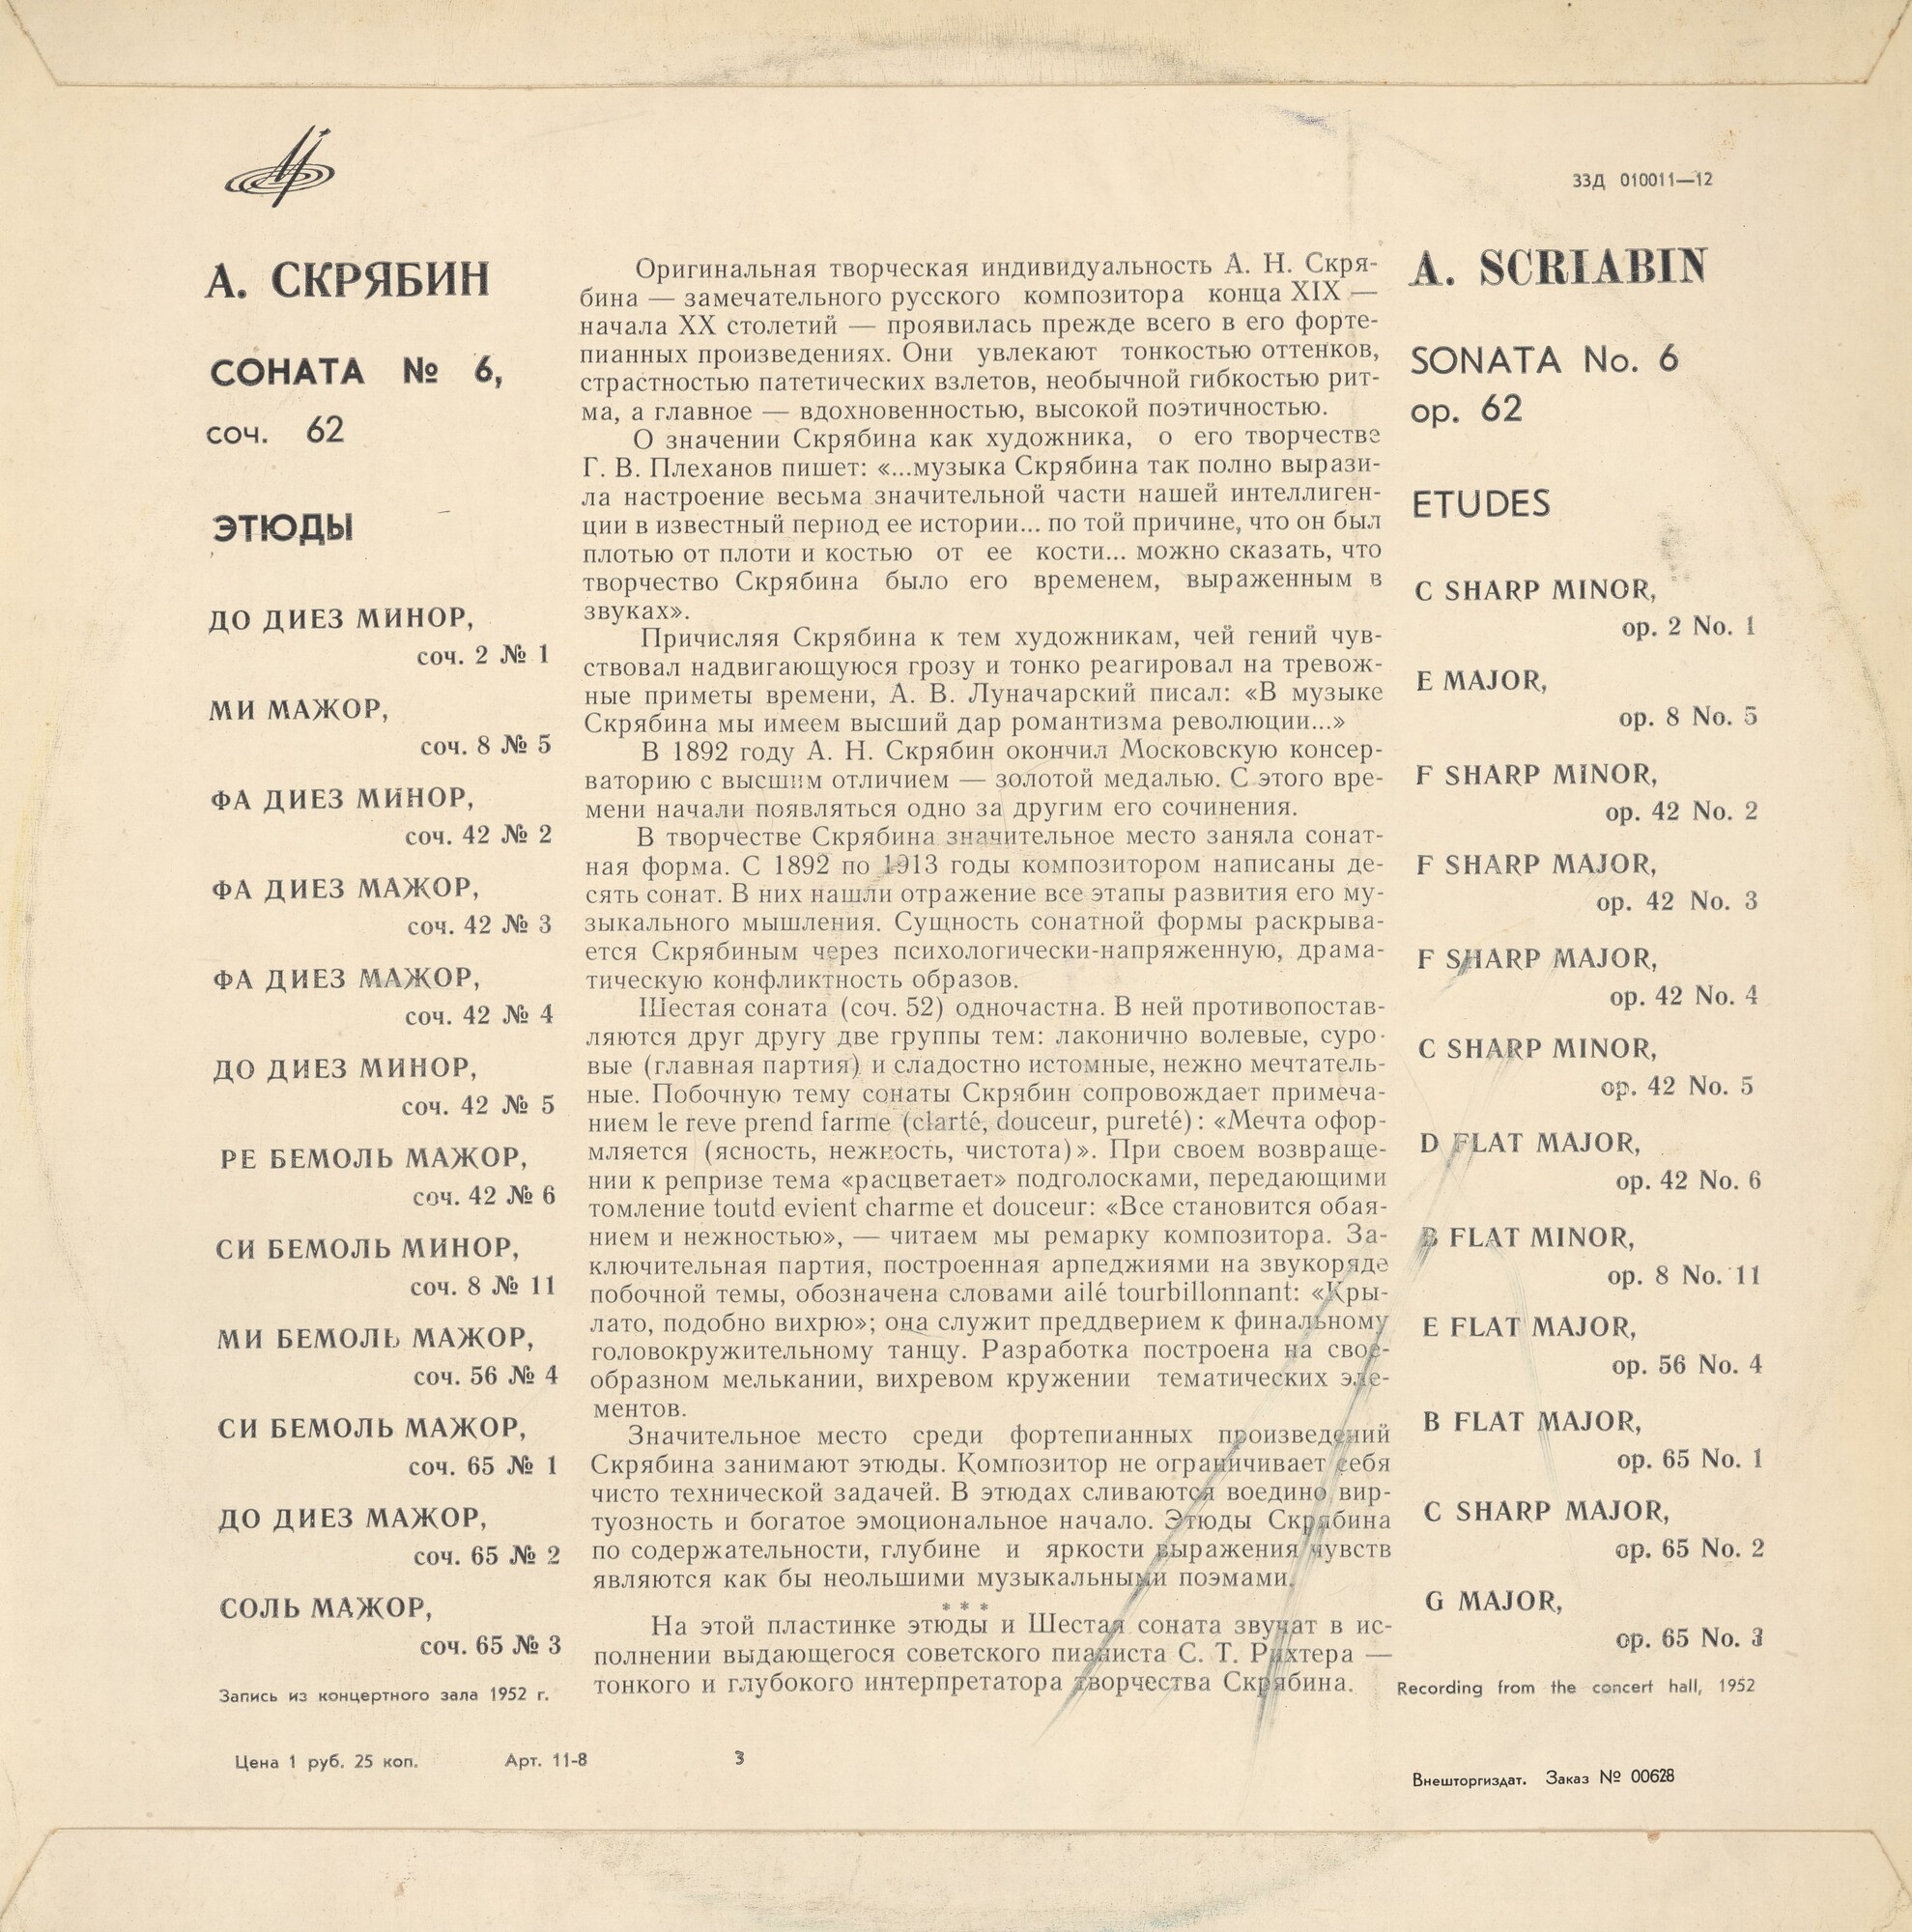 33Д 010011—12
А. СКРЯБИН
СОНАТА № 6,
соч. 62
ЭТЮДЫ
ДО ДИЕЗ МИНОР,
соч. 2 № 1
МИ МАЖОР,
соч. 8 № 5
ФА ДИЕЗ МИНОР,
соч. 42 № 2
ФА ДИЕЗ МАЖОР,
соч. 42 № 3
ФА ДИЕЗ МАЖОР,
соч. 42 № 4
ДО ДИЕЗ МИНОР,
соч. 42 № 5
РЕ БЕМОЛЬ МАЖОР,
соч. 42 № 6
СИ БЕМОЛЬ МИНОР,
соч. 8 № 11
МИ БЕМОЛЬ МАЖОР,
соч. 56 № 4
СИ БЕМОЛЬ МАЖОР,
соч. 65 № 1
ДО ДИЕЗ МАЖОР,
соч. 65 № 2
СОЛЬ МАЖОР,
соч. 65 № 3
Запись из концертного зала 1952 г.
Оригинальная творческая индивидуальность А. Н. Скря-
бина — замечательного русского композитора конца XIX —
начала XX столетий — проявилась прежде всего в его форте-
пианных произведениях. Они увлекают тонкостью оттенков,
страстностью патетических взлетов, необычной гибкостью рит-
ма, а главное — вдохновенностью, высокой поэтичностью.
О значении Скрябина как художника, о его творчестве
Г. В. Плеханов пишет: «...музыка Скрябина так полно вырази-
ла настроение весьма значительной части нашей интеллиген-
ции в известный период ее истории... по той причине, что он был
плотью от плоти и костью от ее кости... можно сказать, что
творчество Скрябина было его временем, выраженным в
звуках».
Причисляя Скрябина к тем художникам, чей гений чув-
ствовал надвигающуюся грозу и тонко реагировал на тревож-
ные приметы времени, А. В. Луначарский писал: «В музыке
Скрябина мы имеем высший дар романтизма революции...»
В 1892 году А. Н. Скрябин окончил Московскую консер-
ваторию с высшим отличием — золотой медалью. С этого вре-
мени начали появляться одно за другим его сочинения.
В творчестве Скрябина значительное место заняла сонат-
ная форма. С 1892 по 1913 годы композитором написаны де-
сять сонат. В них нашли отражение все этапы развития его му-
зыкального мышления. Сущность сонатной формы раскрыва-
ется Скрябиным через психологически-напряженную, драма-
тическую конфликтность образов.
Шестая соната (соч. 52) одночастна. В ней противопостав-
ляются друг другу две группы тем: лаконично волевые, суро-
вые (главная партия) и сладостно истомные, нежно мечтатель-
ные. Побочную тему сонаты Скрябин сопровождает примеча-
нием le reve prend farme (clarté, douceur, pureté): «Мечта офор-
мляется (ясность, нежность, чистота)». При своем возвраще-
нии к репризе тема «расцветает» подголосками, передающими
томление toutd evient charme et douceur: «Все становится обая-
нием и нежностью», — читаем мы ремарку композитора. За-
ключительная партия, построенная арпеджиями на звукоряде
побочной темы, обозначена словами ailé tourbillonnant: «Кры-
лато, подобно вихрю»; она служит преддверием к финальному
головокружительному танцу. Разработка построена на свое-
образном мелькании, вихревом кружении тематических эле-
ментов.
Значительное место среди фортепианных произведений
Скрябина занимают этюды. Композитор не ограничивает себя
чисто технической задачей. В этюдах сливаются воедино вир-
туозность и богатое эмоциональное начало. Этюды Скрябина
по содержательности, глубине и яркости выражения чувств
являются как бы неольшими музыкальными поэмами.
* * *
На этой пластинке этюды и Шестая соната звучат в ис-
полнении выдающегося советского пианиста С. Т. Рихтера —
тонкого и глубокого интерпретатора творчества Скрябина.
A. SCRIABIN
SONATA No. 6
op. 62
ETUDES
C SHARP MINOR,
op. 2 No. 1
E MAJOR,
op. 8 No. 5
F SHARP MINOR,
op. 42 No. 2
F SHARP MAJOR,
op. 42 No. 3
F SHARP MAJOR,
op. 42 No. 4
C SHARP MINOR,
op. 42 No. 5
D FLAT MAJOR,
op. 42 No. 6
B FLAT MINOR,
op. 8 No. 11
E FLAT MAJOR,
op. 56 No. 4
B FLAT MAJOR,
op. 65 No. 1
C SHARP MAJOR,
op. 65 No. 2
G MAJOR,
op. 65 No. 3
Recording from the concert hall, 1952
Цена 1 руб. 25 коп. Арт. 11-8 3
Внешторгиздат. Заказ № 00628